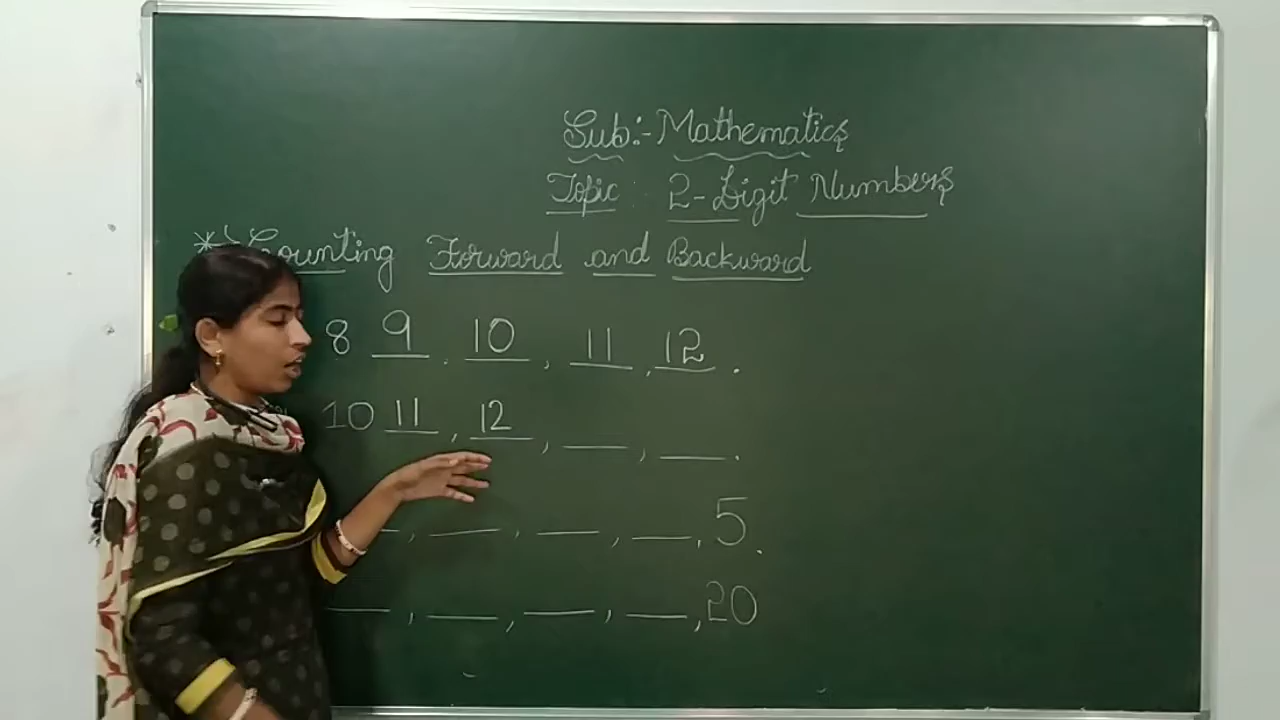 Sub:- Mathematics
Topic : 2-Digit Numbers
* Counting Forward and Backward
8 9, 10, 11, 12.
10 11, 12, __, __.
__, __, __, __, 5.
__, __, __, __, 20